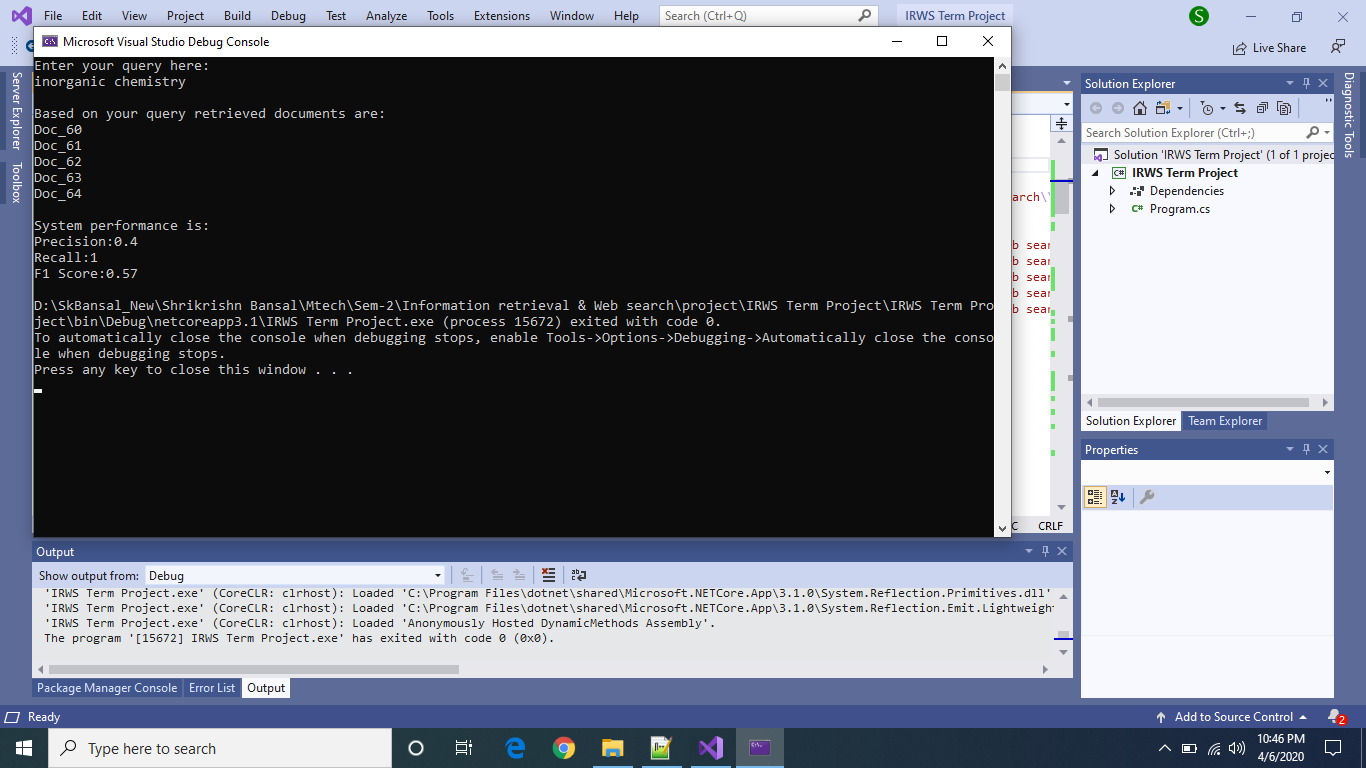 File Edit View Project Build Debug Test Analyze Tools Extensions Window Help Search (Ctrl+Q) IRWS Term Project S
Live Share
Microsoft Visual Studio Debug Console
Enter your query here:
inorganic chemistry
Based on your query retrieved documents are:
Doc_60
Doc_61
Doc_62
Doc_63
Doc_64
System performance is:
Precision:0.4
Recall:1
F1 Score:0.57
D:\SkBansal_New\Shrikrishn Bansal\Mtech\Sem-2\Information retrieval & Web search\project\IRWS Term Project\IRWS Term Pro
ject\bin\Debug\netcoreapp3.1\IRWS Term Project.exe (process 15672) exited with code 0.
To automatically close the console when debugging stops, enable Tools->Options->Debugging->Automatically close the conso
le when debugging stops.
Press any key to close this window . . .
Server Explorer
Toolbox
arch\
b sear
b sear
b sear
b sear
b sear
C CRLF
Solution Explorer
Search Solution Explorer (Ctrl+;)
Solution 'IRWS Term Project' (1 of 1 projec
C# IRWS Term Project
Dependencies
C# Program.cs
Solution Explorer Team Explorer
Diagnostic Tools
Properties
Output
Show output from: Debug
'IRWS Term Project.exe' (CoreCLR: clrhost): Loaded 'C:\Program Files\dotnet\shared\Microsoft.NETCore.App\3.1.0\System.Reflection.Primitives.dll'
'IRWS Term Project.exe' (CoreCLR: clrhost): Loaded 'C:\Program Files\dotnet\shared\Microsoft.NETCore.App\3.1.0\System.Reflection.Emit.Lightweight
'IRWS Term Project.exe' (CoreCLR: clrhost): Loaded 'Anonymously Hosted DynamicMethods Assembly'.
The program '[15672] IRWS Term Project.exe' has exited with code 0 (0x0).
Package Manager Console Error List Output
Ready Add to Source Control 2
Type here to search
10:46 PM
4/6/2020